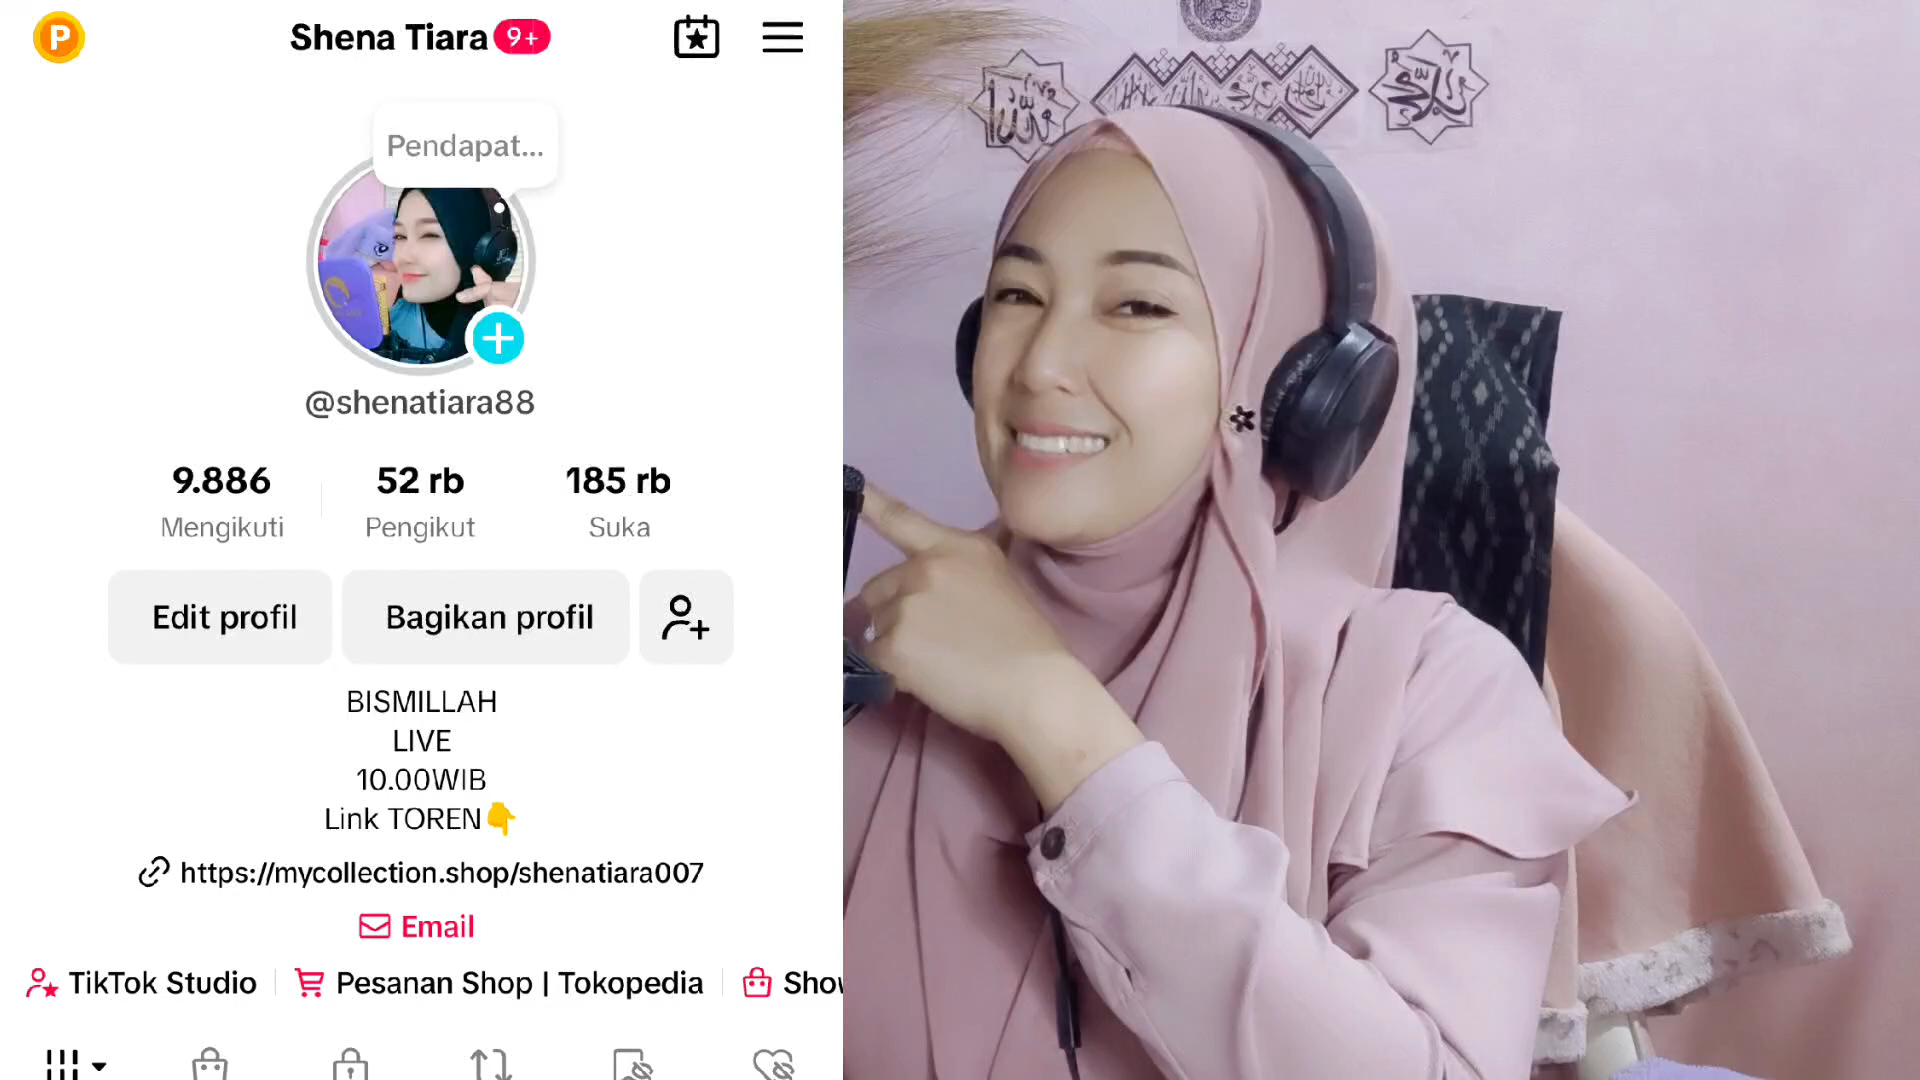 P
Shena Tiara 9+
Pendapat...
@shenatiara88
9.886
Mengikuti
52 rb
Pengikut
185 rb
Suka
Edit profil
Bagikan profil
BISMILLAH
LIVE
10.00WIB
Link TOREN👇
https://mycollection.shop/shenatiara007
Email
TikTok Studio
Pesanan Shop | Tokopedia
Show